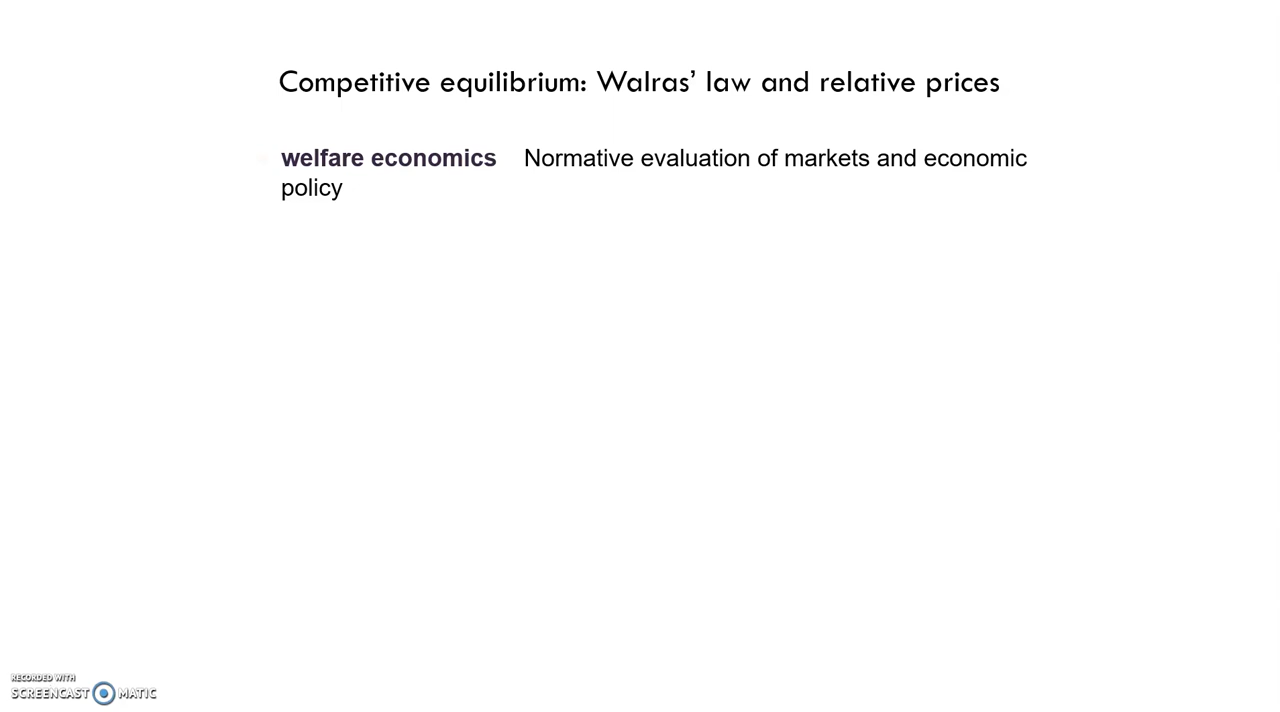 Competitive equilibrium: Walras’ law and relative prices
welfare economics Normative evaluation of markets and economic
policy
RECORDED WITH
SCREENCAST MATIC